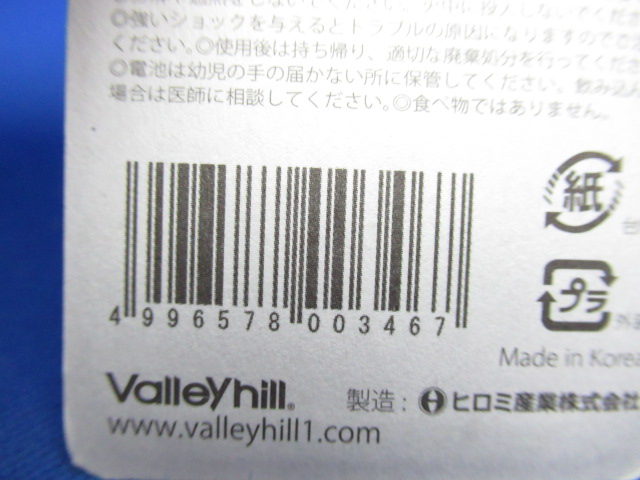 ◎強いショックを与えるとトラブルの原因になりますのでご
ください。◎使用後は持ち帰り、適切な廃棄処分を行ってくださ
◎電池は幼児の手の届かない所に保管してください。飲み込ん
場合は医師に相談してください。◎食べ物ではありません。
紙
4996578003467
プラ
Made in Korea
ValleyHill®
製造：ヒロミ産業株式会社
www.valleyhill1.com